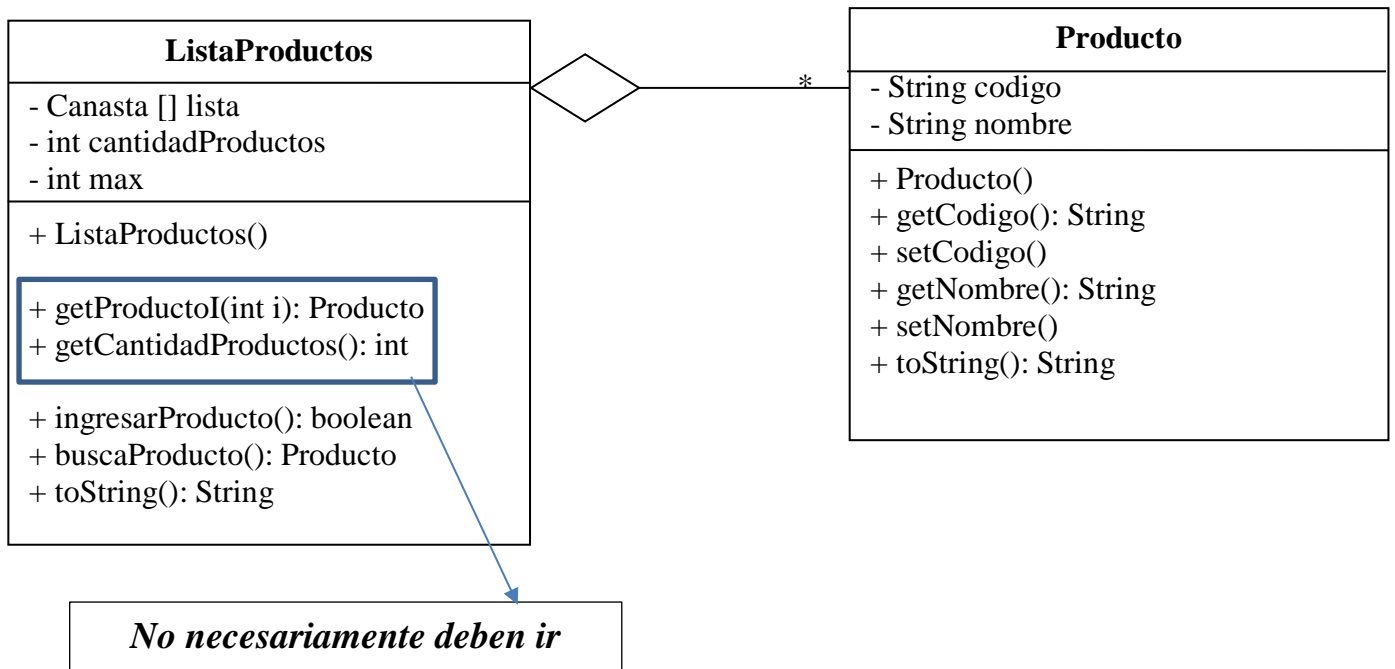 ListaProductos
- Canasta [] lista
- int cantidadProductos
- int max
+ ListaProductos()
+ getProductoI(int i): Producto
+ getCantidadProductos(): int
+ ingresarProducto(): boolean
+ buscaProducto(): Producto
+ toString(): String
*
Producto
- String codigo
- String nombre
+ Producto()
+ getCodigo(): String
+ setCodigo()
+ getNombre(): String
+ setNombre()
+ toString(): String
No necesariamente deben ir